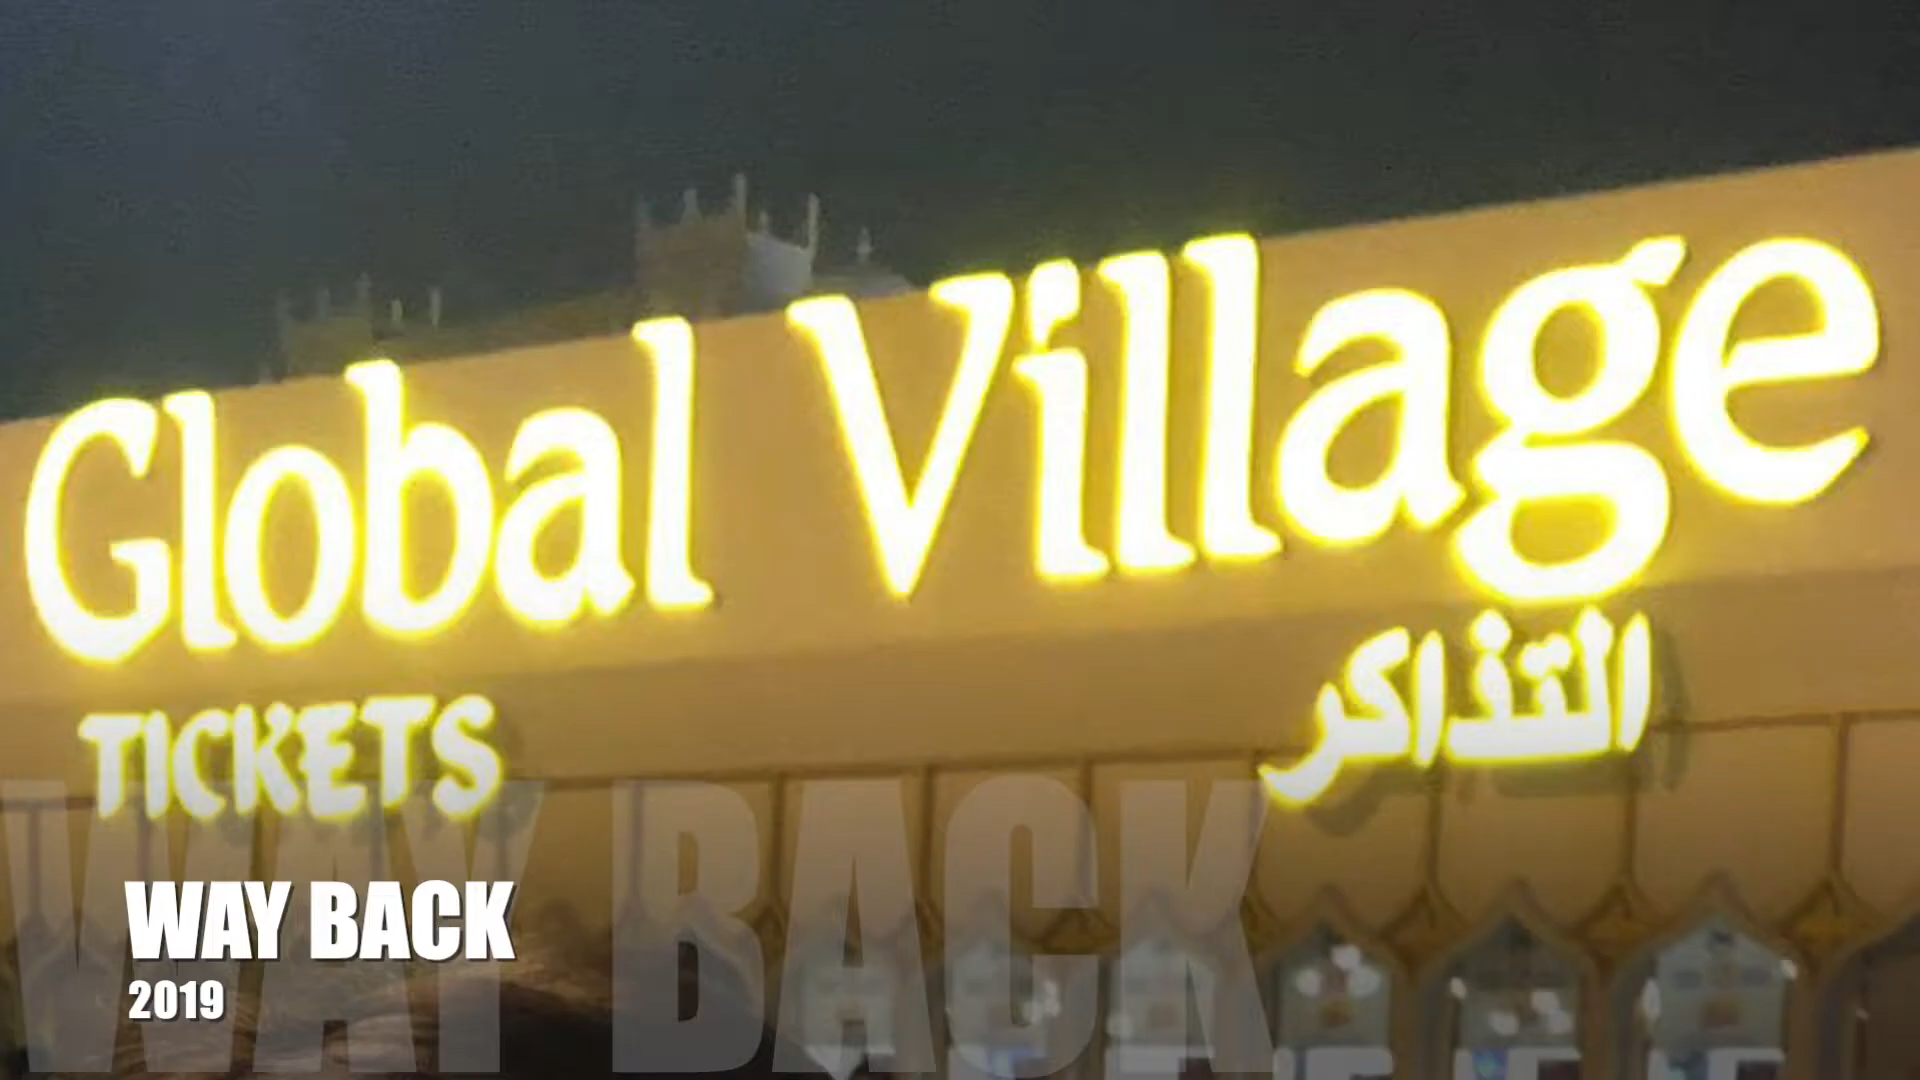 Global Village
TICKETS
التذاكر
WAY BACK
WAY BACK
2019